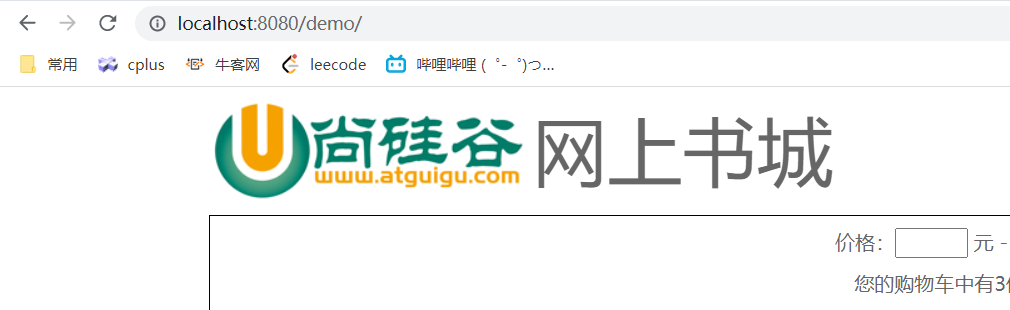 localhost:8080/demo/
常用 cplus 牛客网 leecode 哔哩哔哩 (゜-゜)つ...
尚硅谷 网上书城
www.atguigu.com
价格: 元 -
您的购物车中有3